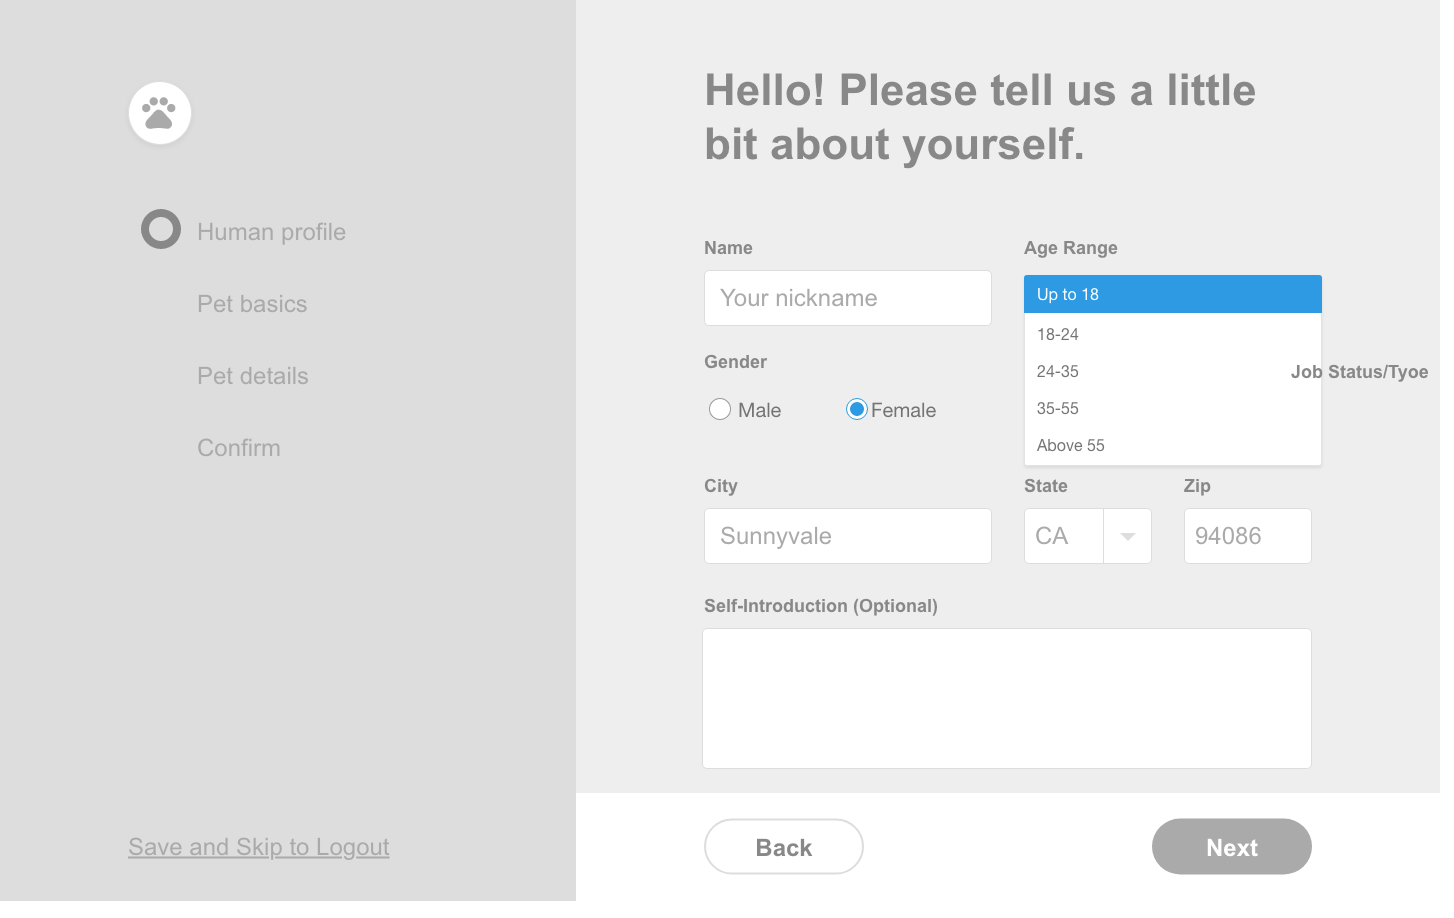 Hello! Please tell us a little
bit about yourself.
Human profile
Pet basics
Pet details
Confirm
Save and Skip to Logout
Name
Your nickname
Age Range
Up to 18
18-24
24-35
35-55
Above 55
Gender
Male
Female
Job Status/Tyoe
City
Sunnyvale
State
CA
Zip
94086
Self-Introduction (Optional)
Back
Next